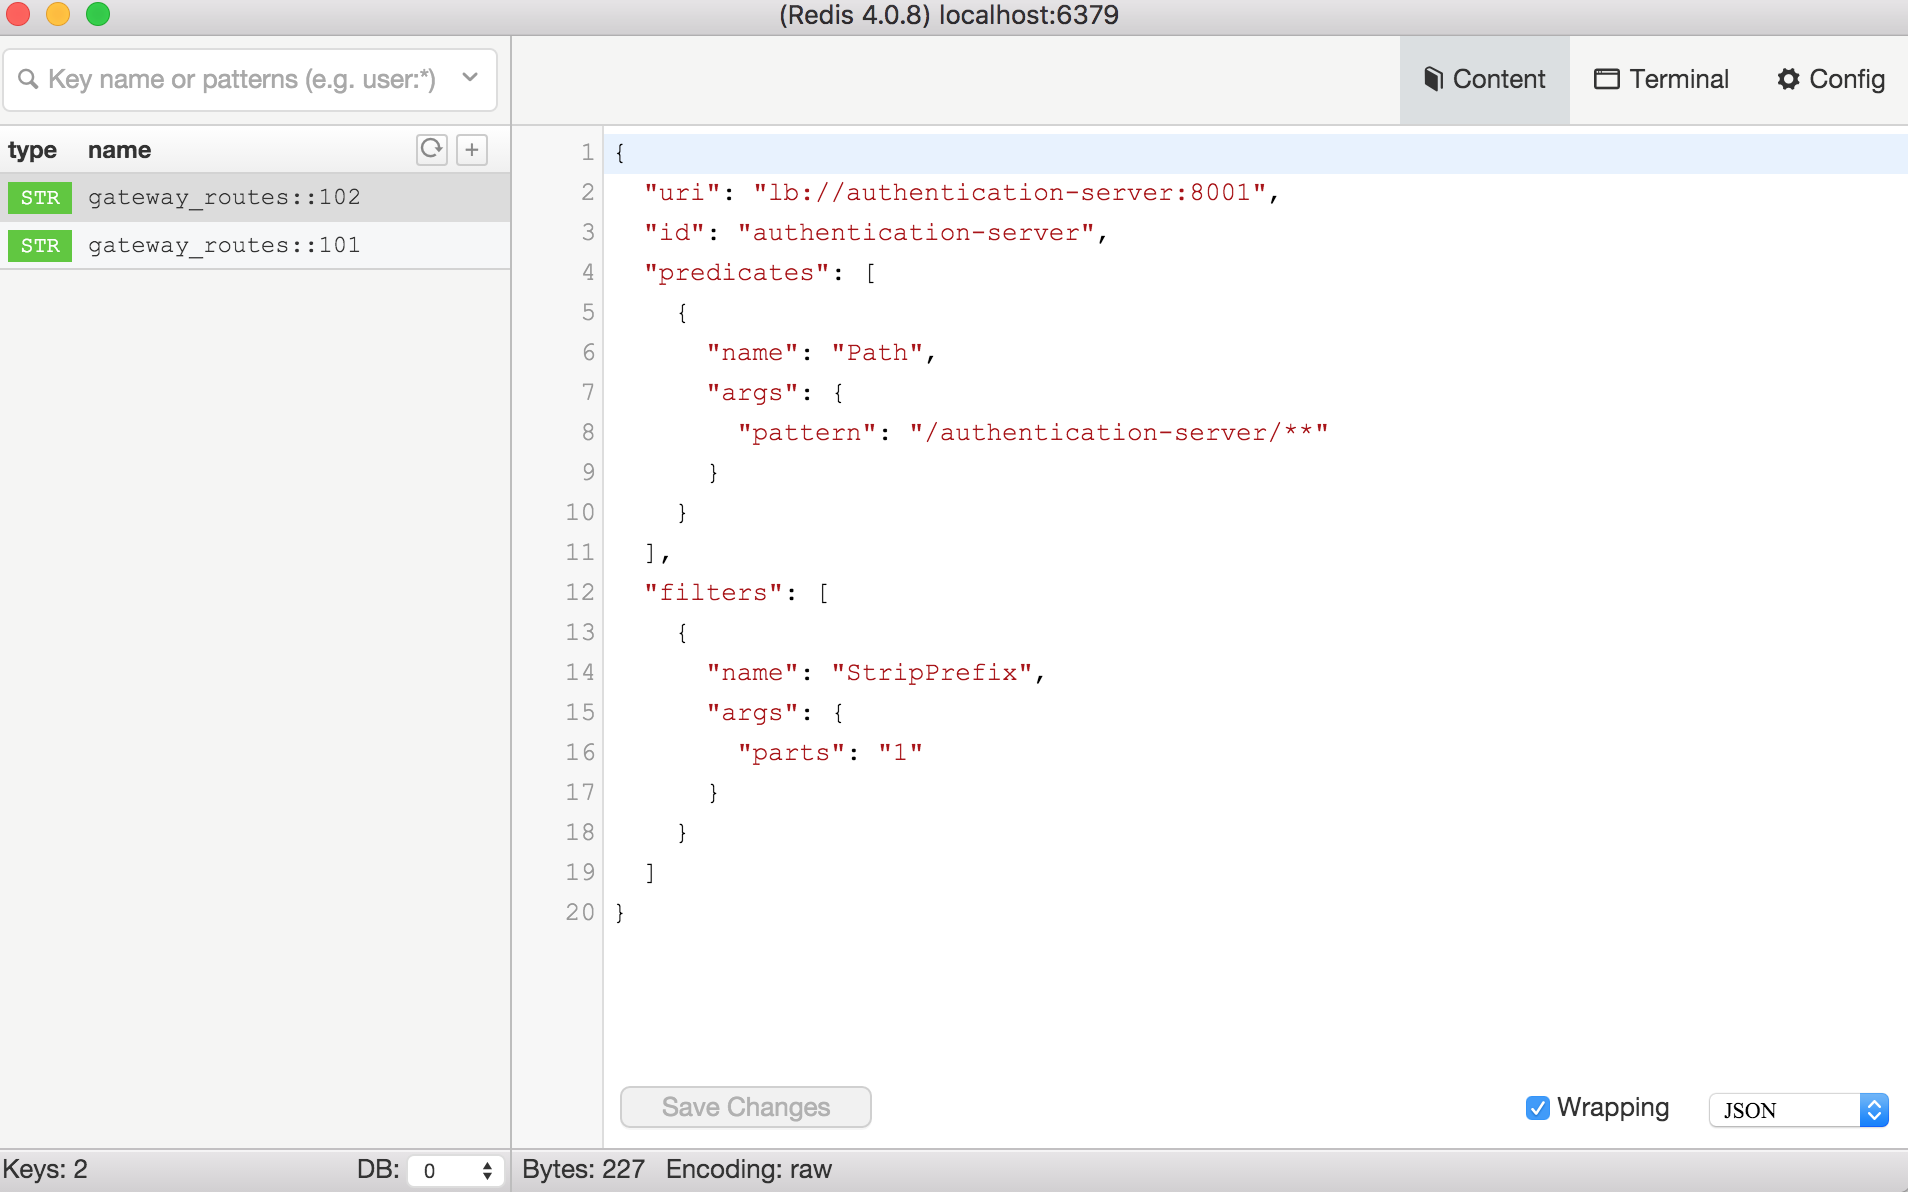 (Redis 4.0.8) localhost:6379
Key name or patterns (e.g. user:*)
Content Terminal Config
type name
STR gateway_routes::102
STR gateway_routes::101
1 {
2 "uri": "lb://authentication-server:8001",
3 "id": "authentication-server",
4 "predicates": [
5 {
6 "name": "Path",
7 "args": {
8 "pattern": "/authentication-server/**"
9 }
10 }
11 ],
12 "filters": [
13 {
14 "name": "StripPrefix",
15 "args": {
16 "parts": "1"
17 }
18 }
19 ]
20 }
Save Changes Wrapping JSON
Keys: 2 DB: 0 Bytes: 227 Encoding: raw